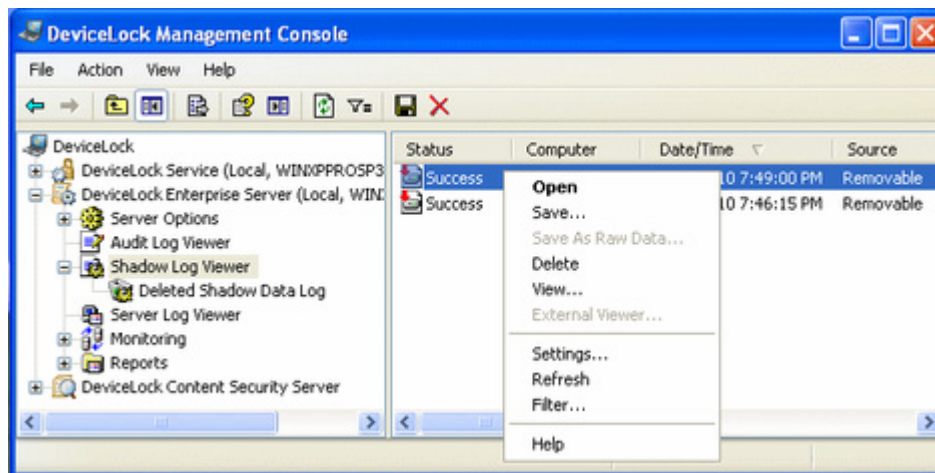 DeviceLock Management Console
File Action View Help
DeviceLock
DeviceLock Service (Local, WINXPPROSP3
DeviceLock Enterprise Server (Local, WIN
Server Options
Audit Log Viewer
Shadow Log Viewer
Deleted Shadow Data Log
Server Log Viewer
Monitoring
Reports
DeviceLock Content Security Server
Status Computer Date/Time Source
Success 10 7:49:00 PM Removable
Success 10 7:46:15 PM Removable
Open
Save...
Save As Raw Data...
Delete
View...
External Viewer...
Settings...
Refresh
Filter...
Help